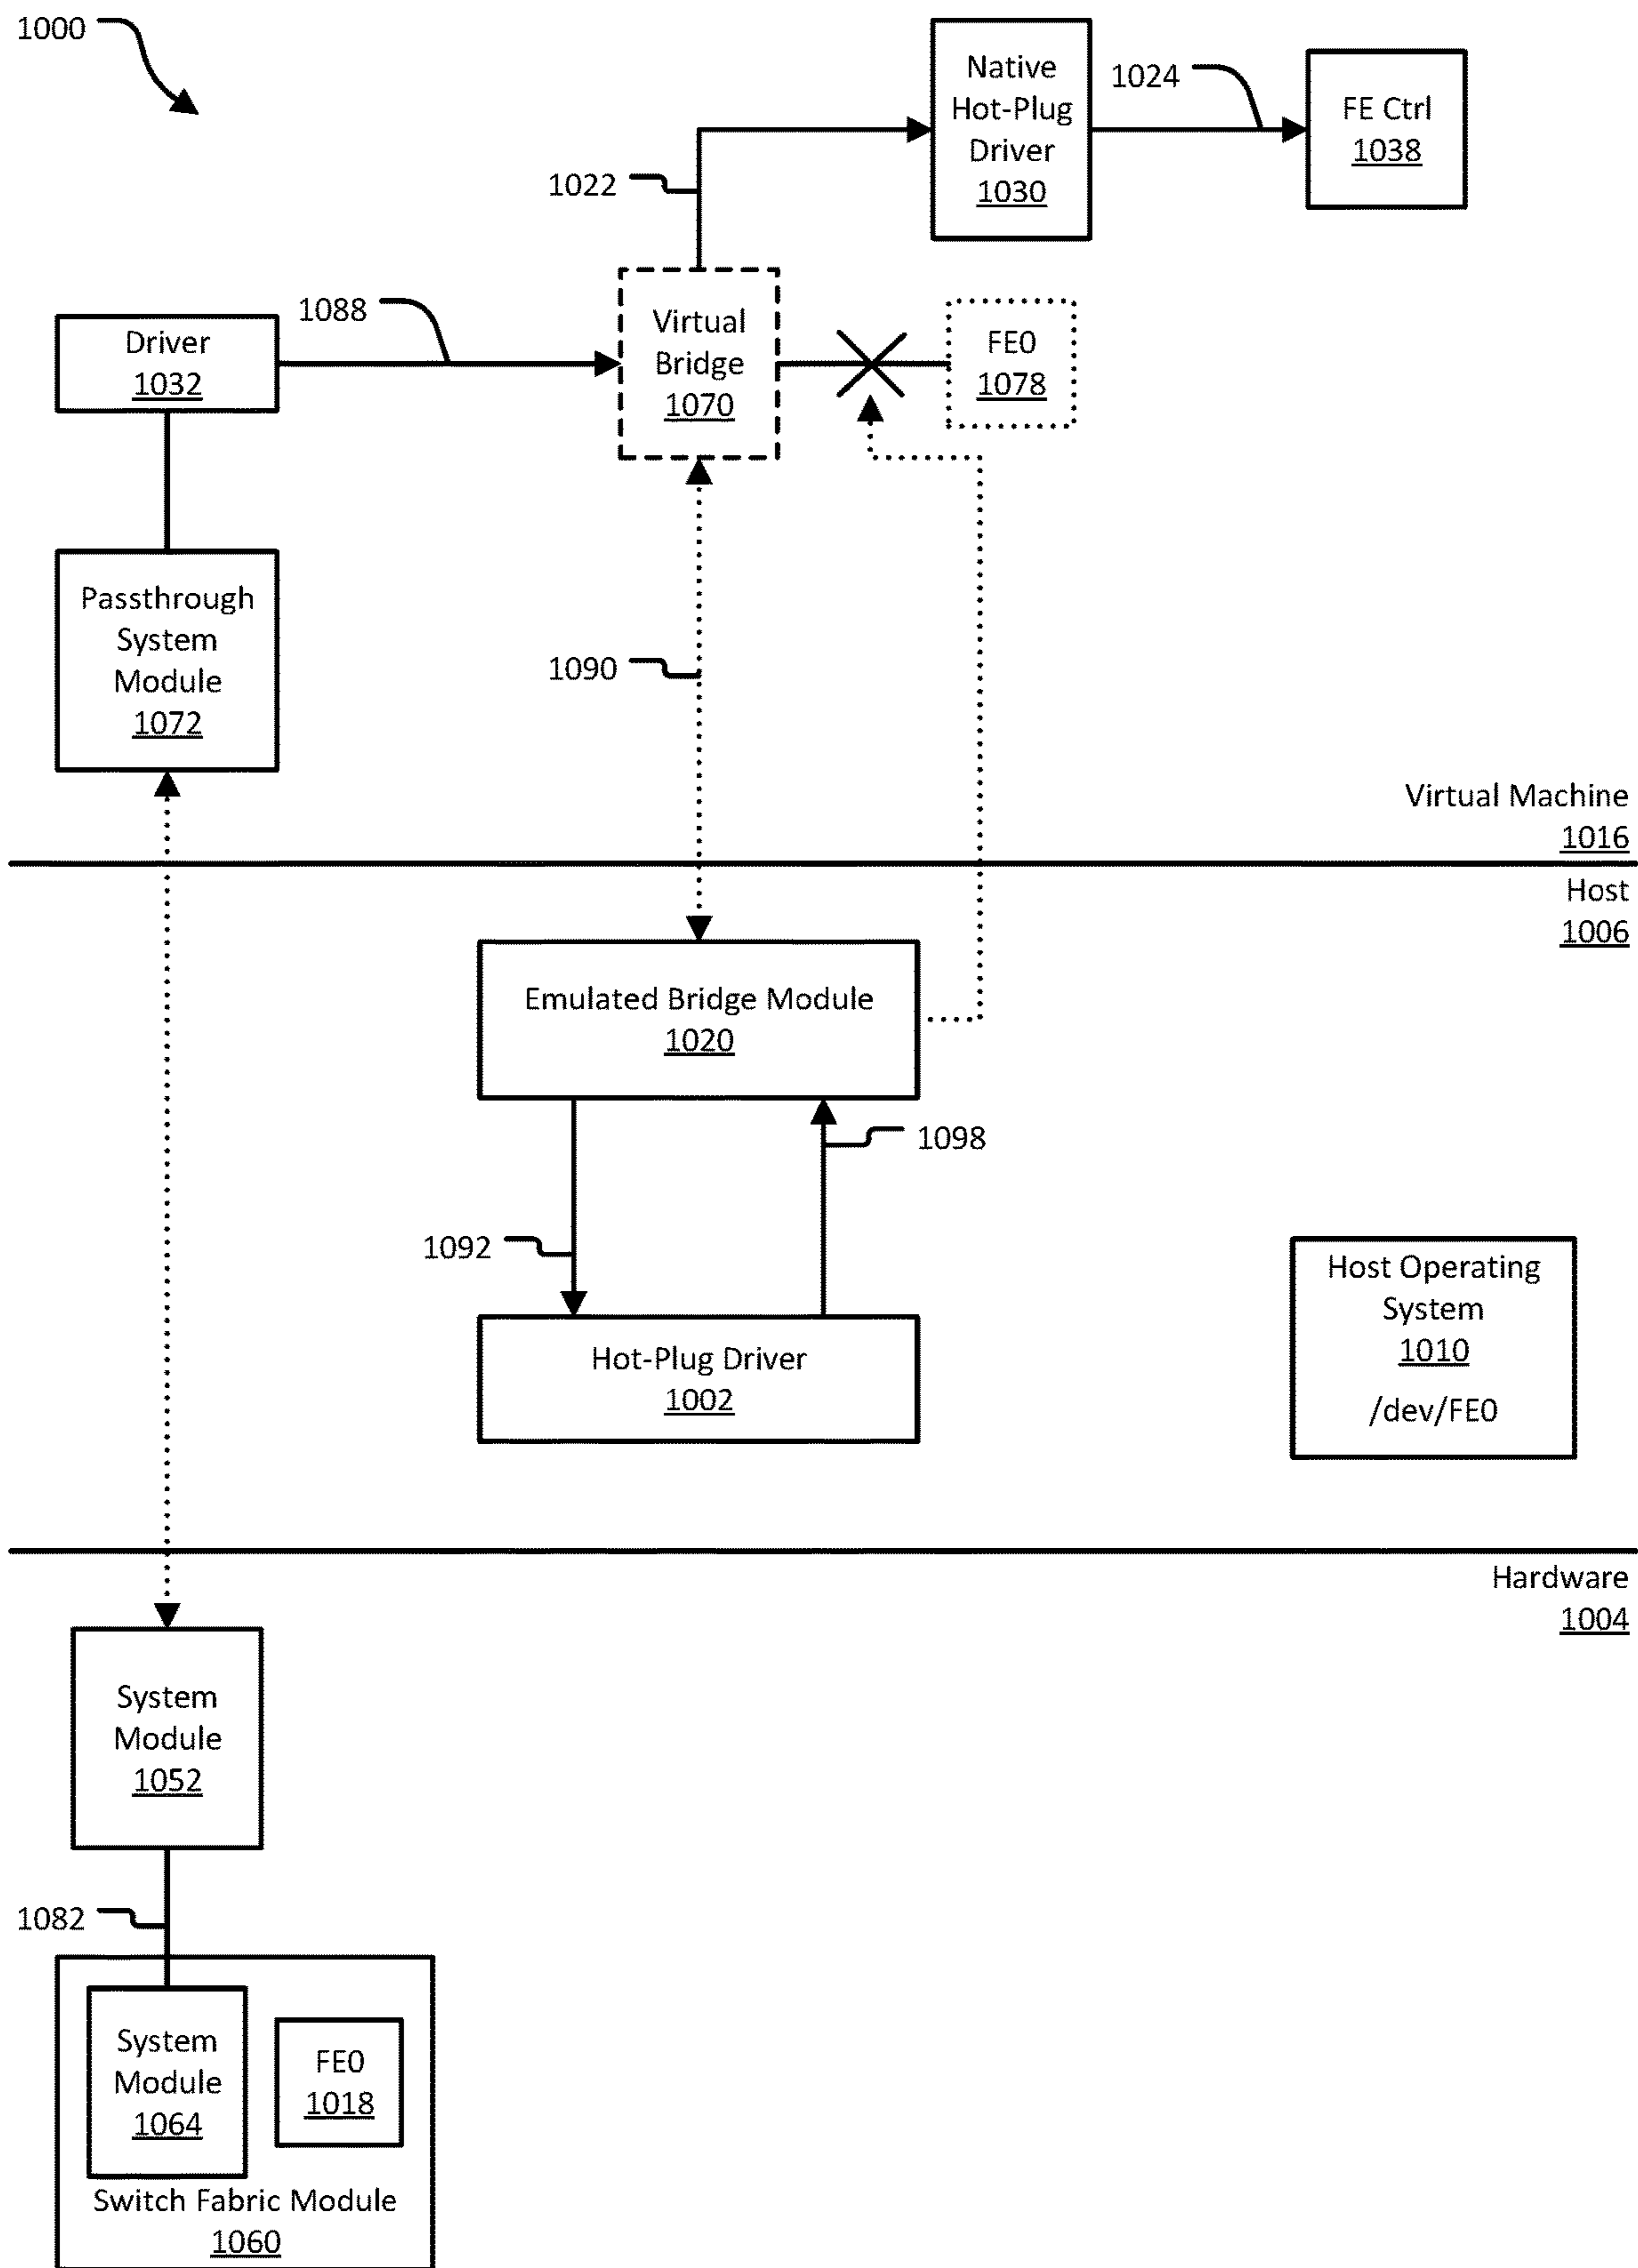 1000
Native
Hot-Plug
Driver
1030
1024
FE Ctrl
1038
1022
1088
Driver
1032
Virtual
Bridge
1070
FE0
1078
Passthrough
System
Module
1072
1090
Virtual Machine
1016
Host
1006
Emulated Bridge Module
1020
1098
1092
Hot-Plug Driver
1002
Host Operating
System
1010
/dev/FE0
Hardware
1004
System
Module
1052
1082
System
Module
1064
FE0
1018
Switch Fabric Module
1060